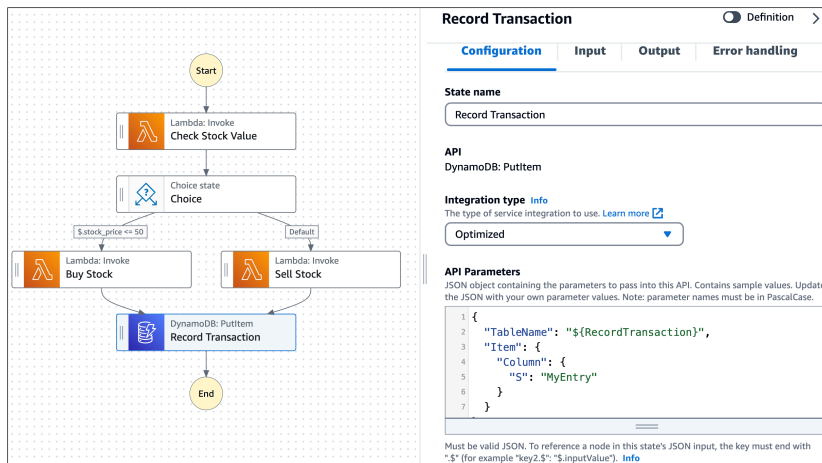 Start
Lambda: Invoke
Check Stock Value
Choice state
Choice
$.stock_price <= 50
Default
Lambda: Invoke
Buy Stock
Lambda: Invoke
Sell Stock
DynamoDB: PutItem
Record Transaction
End
Record Transaction
Definition
Configuration Input Output Error handling
State name
Record Transaction
API
DynamoDB: PutItem
Integration type Info
The type of service integration to use. Learn more
Optimized
API Parameters
JSON object containing the parameters to pass into this API. Contains sample values. Update
the JSON with your own parameter values. Note: parameter names must be in PascalCase.
1 {
2 "TableName": "${RecordTransaction}",
3 "Item": {
4 "Column": {
5 "S": "MyEntry"
6 }
7 }
Must be valid JSON. To reference a node in this state's JSON input, the key must end with
".$" (for example "key2.$": "$.inputValue"). Info